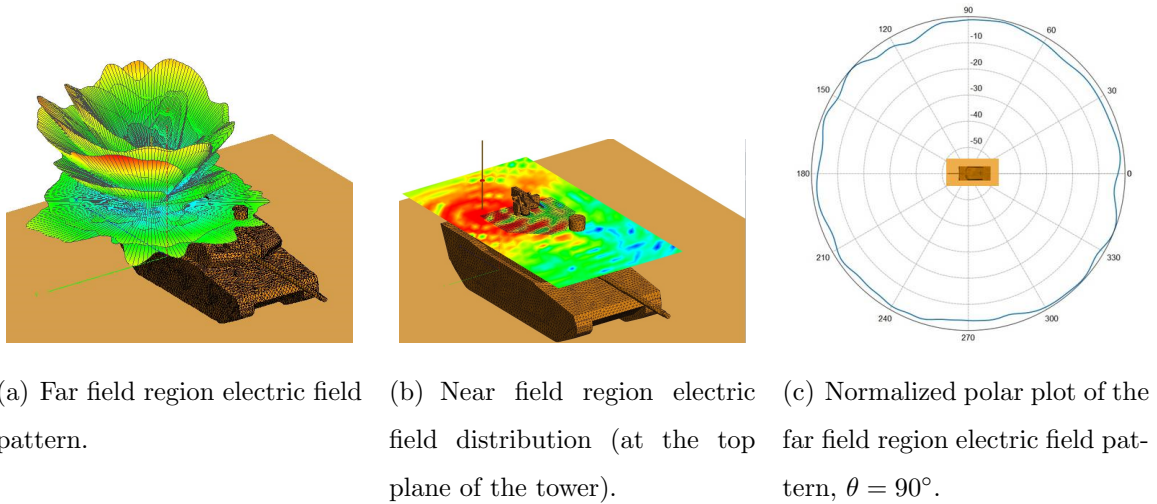 90
120
60
-10
-20
150
30
-30
-40
-50
180
0
210
330
240
300
270
(a) Far field region electric field
pattern.
(b) Near field region electric
field distribution (at the top
plane of the tower).
(c) Normalized polar plot of the
far field region electric field pat-
tern, θ = 90°.